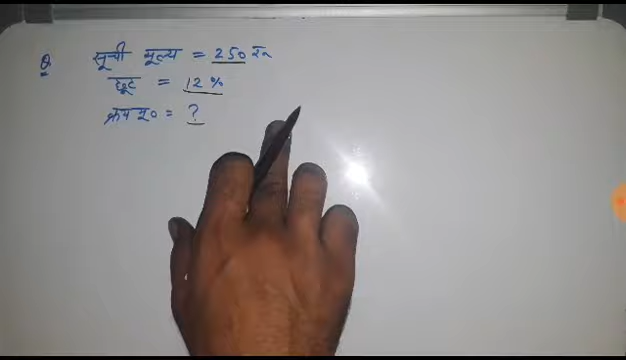 Q सूची मूल्य = 250 रू
छूट = 12 %
क्रय मू० = ?